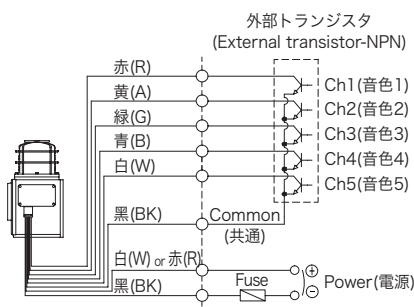 外部トランジスタ
(External transistor-NPN)
赤(R)
Ch1(音色1)
黄(A)
Ch2(音色2)
緑(G)
Ch3(音色3)
青(B)
Ch4(音色4)
白(W)
Ch5(音色5)
黒(BK)
Common
(共通)
白(W) or 赤(R)
黒(BK)
Fuse
⊕
⊖
Power(電源)